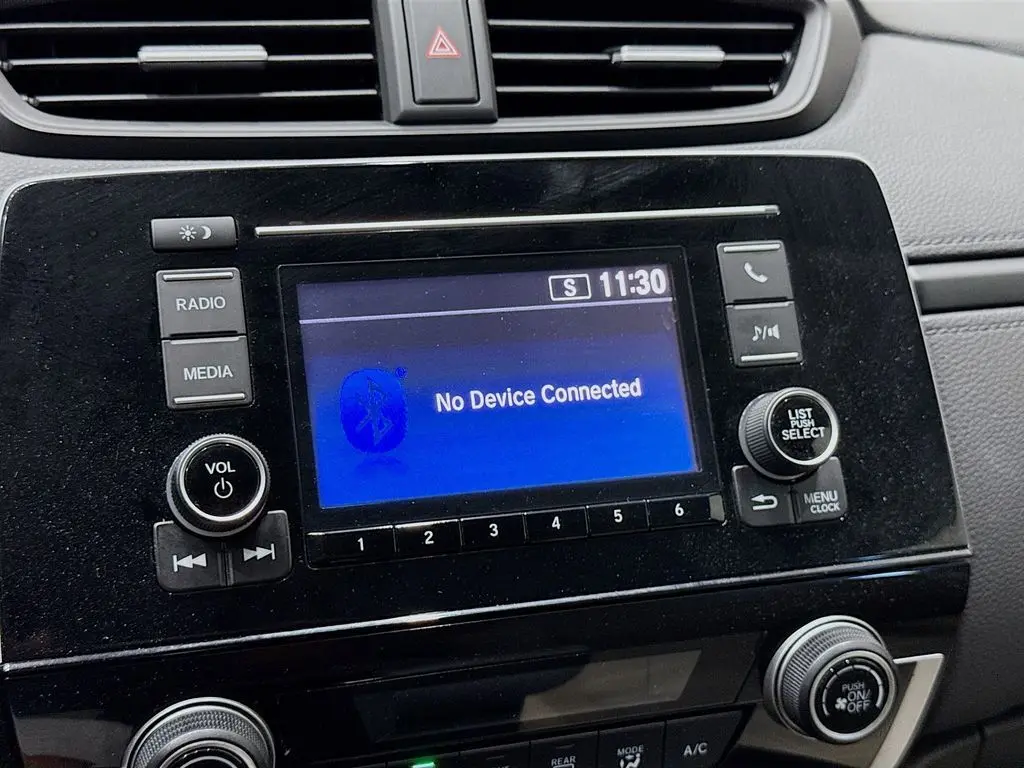 S 11:30
RADIO
MEDIA
No Device Connected
LIST
PUSH
SELECT
VOL
MENU
CLOCK
1 2 3 4 5 6
PUSH
ON/
OFF
REAR
MODE
A/C